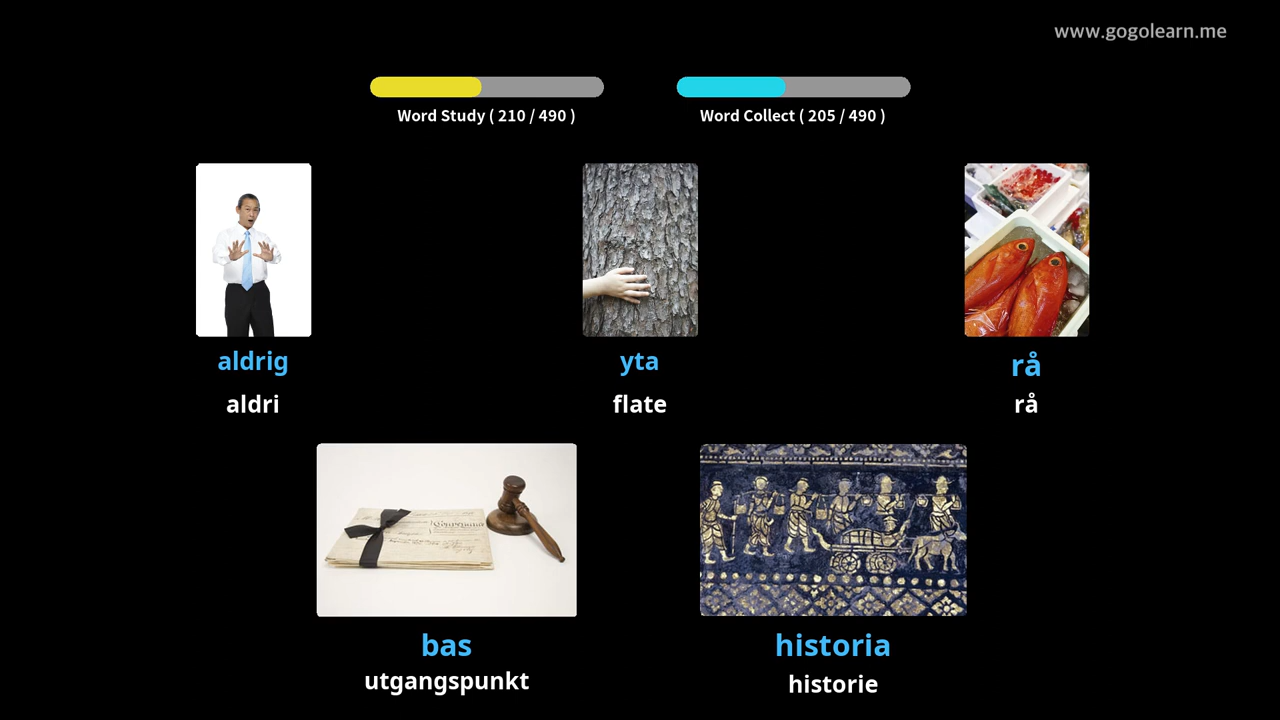 www.gogolearn.me
Word Study ( 210 / 490 )
Word Collect ( 205 / 490 )
aldrig
aldri
yta
flate
rå
rå
bas
utgangspunkt
historia
historie